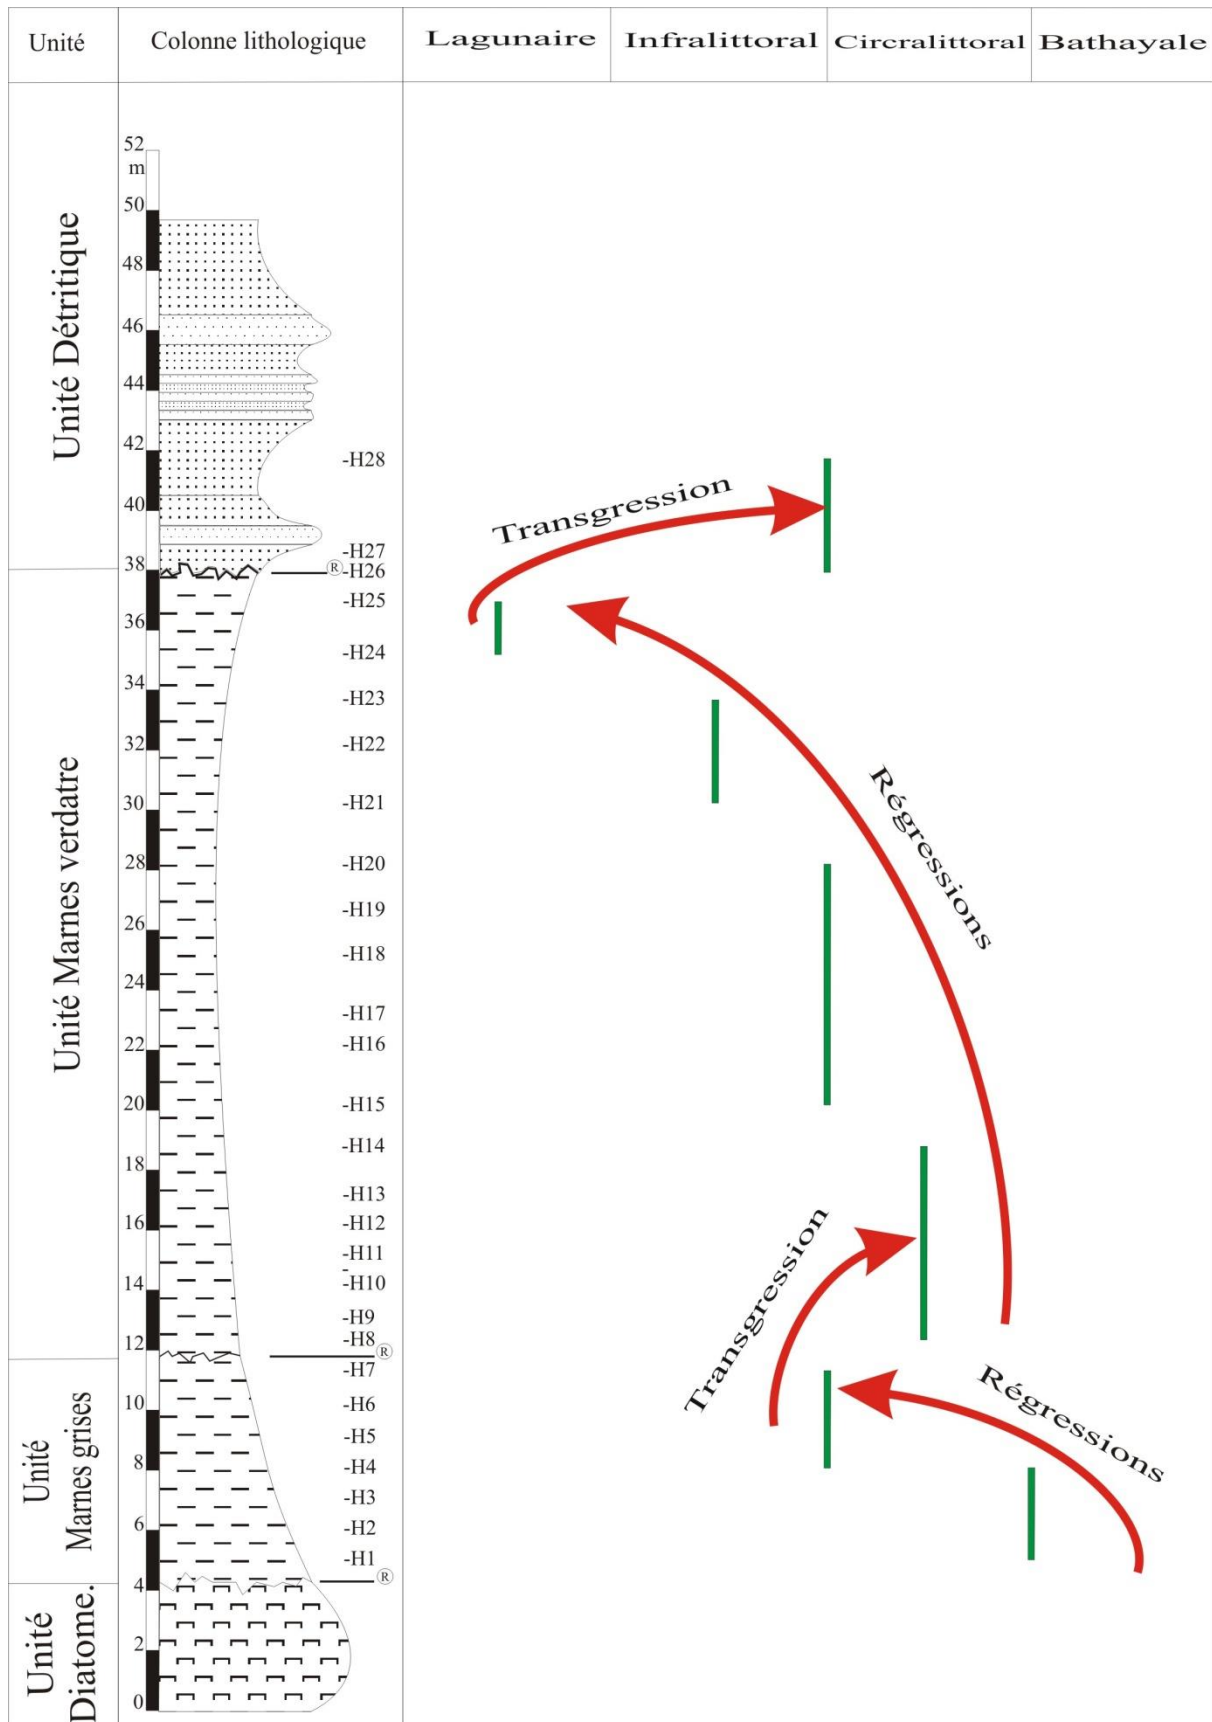 Unité
Colonne lithologique
Lagunaire
Infralittoral
Circralittoral
Bathayale
52
m
50
48
46
44
42
40
38
36
34
32
30
28
26
24
22
20
18
16
14
12
10
8
6
4
2
0
Unité Détritique
Unité Marnes verdatre
Unité
Marnes grises
Unité
Diatome.
-H28
-H27
®
-H26
-H25
-H24
-H23
-H22
-H21
-H20
-H19
-H18
-H17
-H16
-H15
-H14
-H13
-H12
-H11
-
-H10
-H9
-H8
®
-H7
-H6
-H5
-H4
-H3
-H2
-H1
®
Transgression
Régressions
Transgression
Régressions